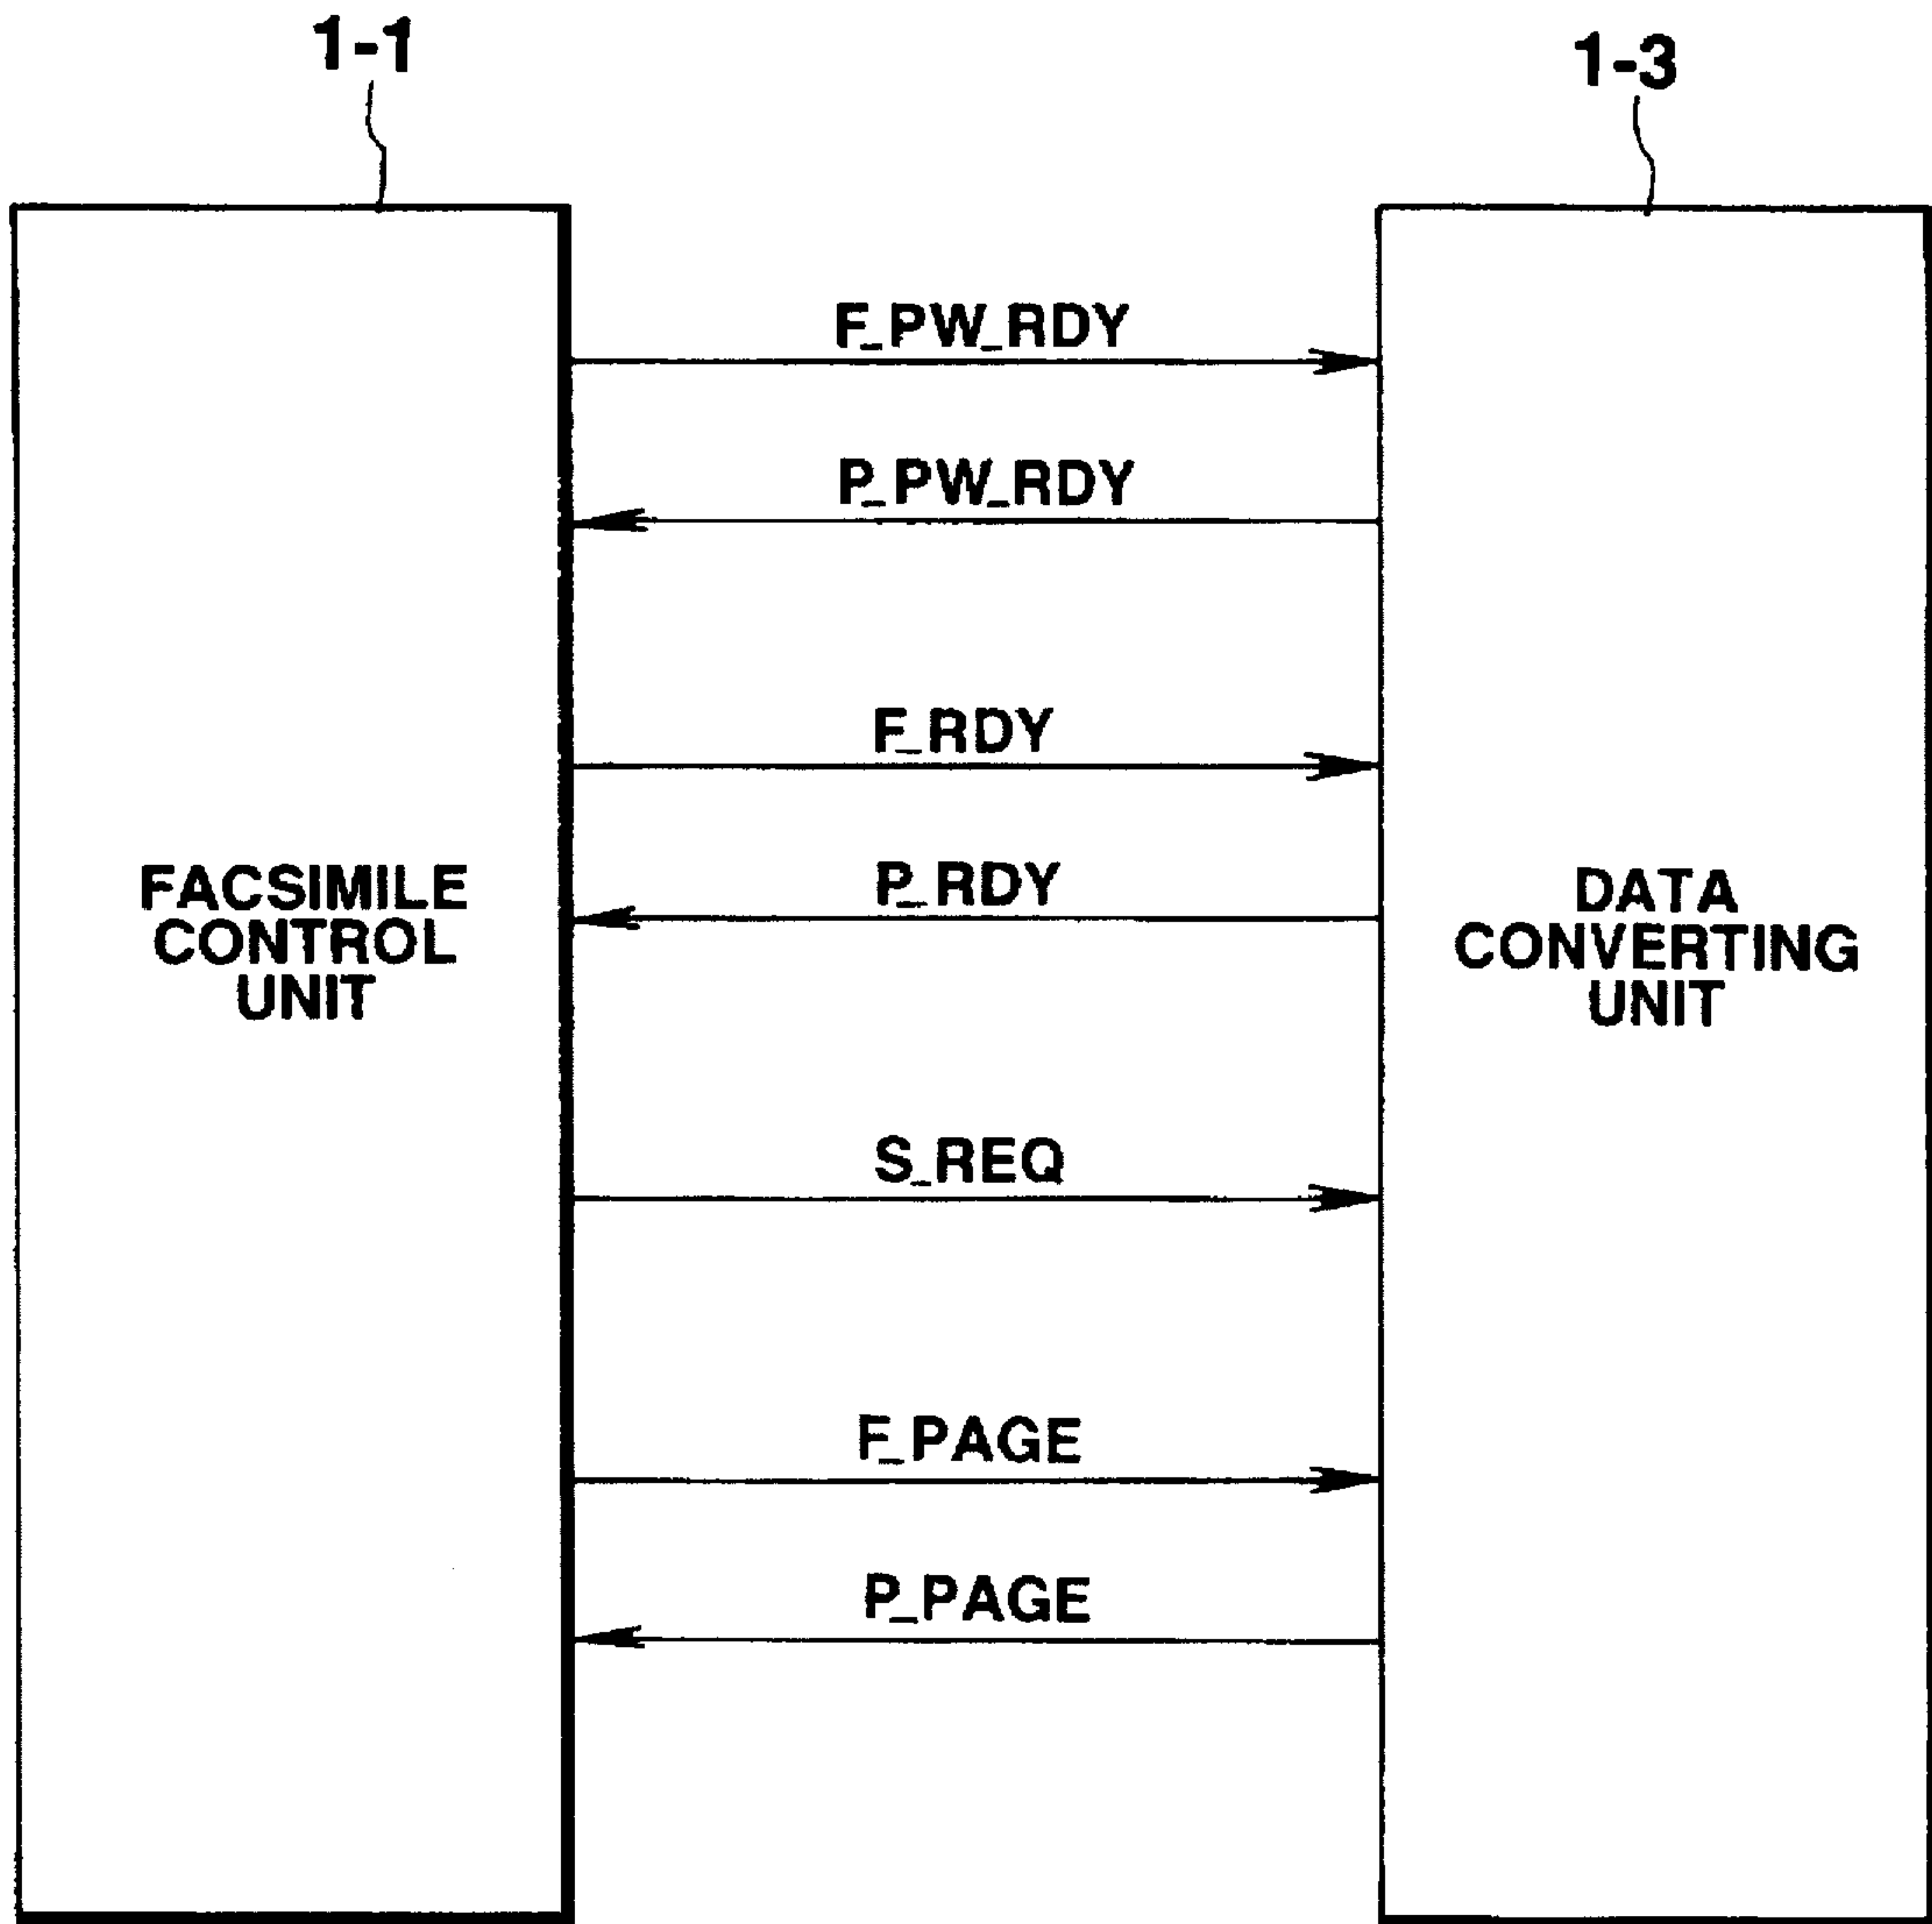 1-1
1-3
F_PW_RDY
P_PW_RDY
F_RDY
P_RDY
FACSIMILE
CONTROL
UNIT
DATA
CONVERTING
UNIT
S_REQ
F_PAGE
P_PAGE